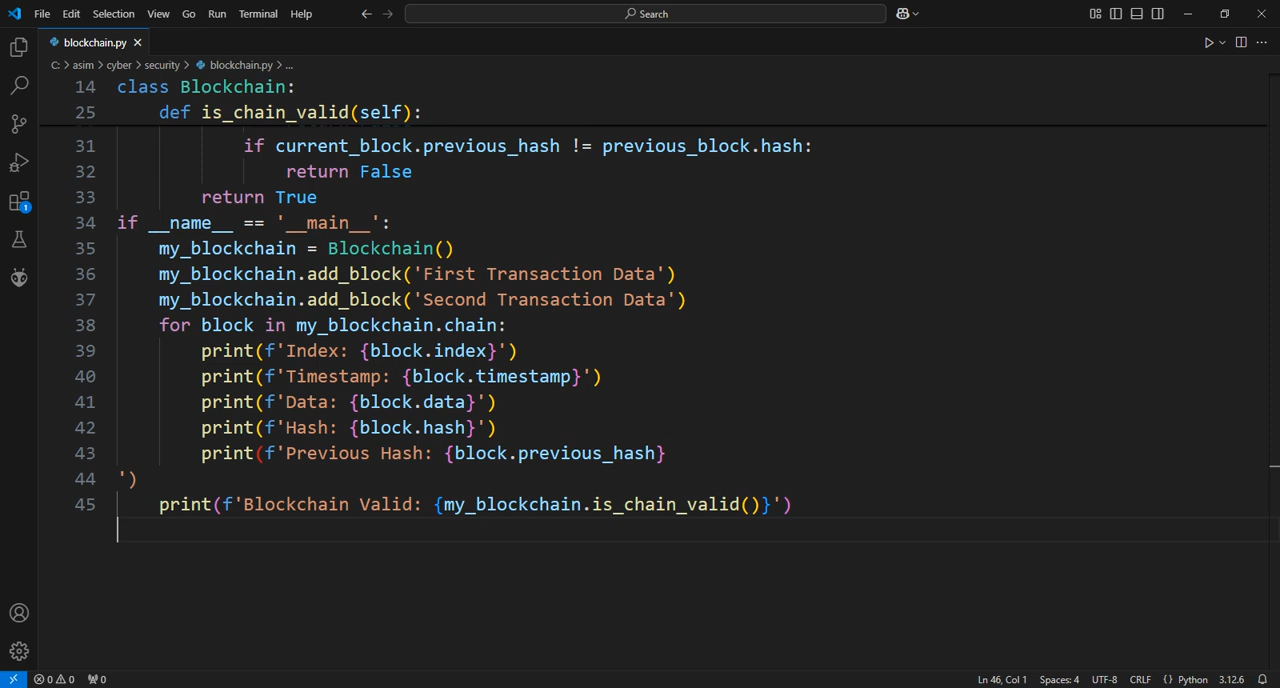 File Edit Selection View Go Run Terminal Help Search
blockchain.py
C: > asim > cyber > security > blockchain.py > ...
14 class Blockchain:
25     def is_chain_valid(self):
31             if current_block.previous_hash != previous_block.hash:
32                 return False
33         return True
34 if __name__ == '__main__':
35     my_blockchain = Blockchain()
36     my_blockchain.add_block('First Transaction Data')
37     my_blockchain.add_block('Second Transaction Data')
38     for block in my_blockchain.chain:
39         print(f'Index: {block.index}')
40         print(f'Timestamp: {block.timestamp}')
41         print(f'Data: {block.data}')
42         print(f'Hash: {block.hash}')
43         print(f'Previous Hash: {block.previous_hash}
44 ')
45     print(f'Blockchain Valid: {my_blockchain.is_chain_valid()}')
1
0 0 0 Ln 46, Col 1 Spaces: 4 UTF-8 CRLF {} Python 3.12.6